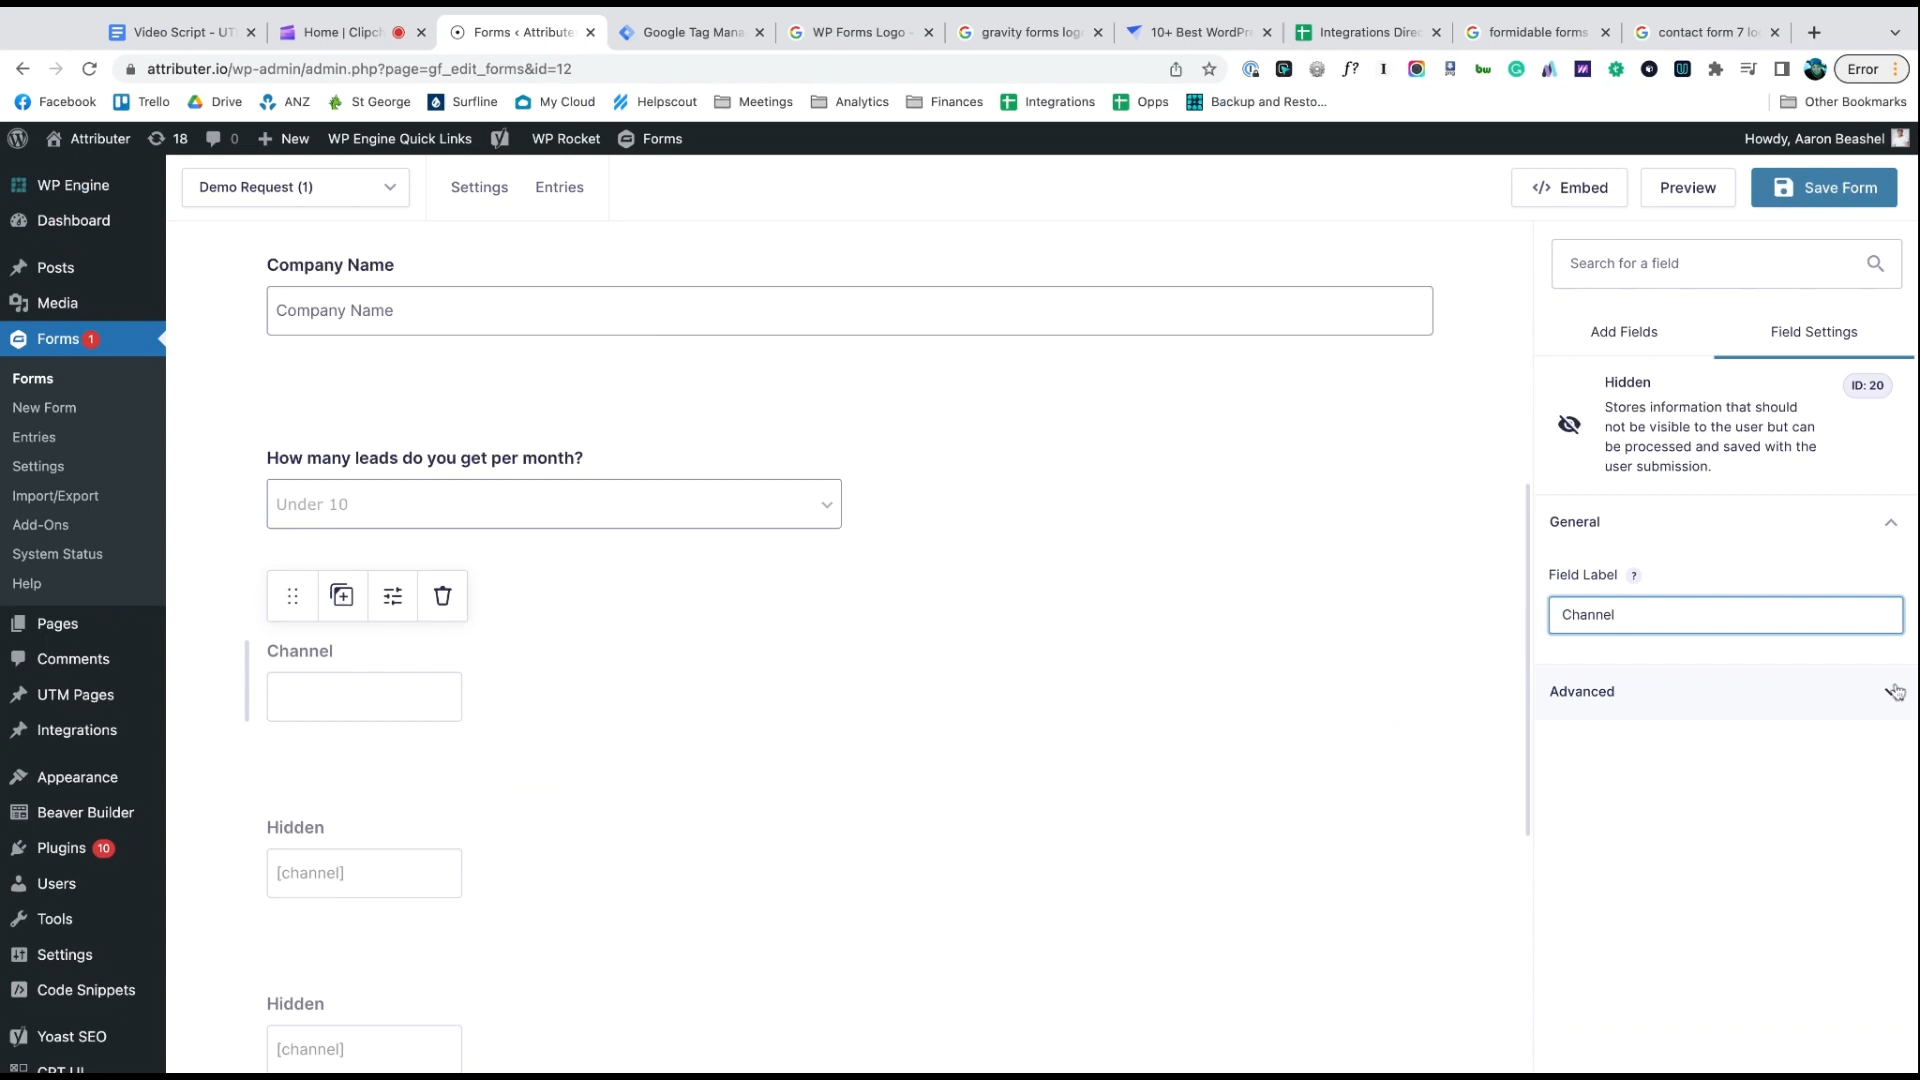 Video Script - UT
Home | Clipch
Forms ‹ Attribute
Google Tag Mana
WP Forms Logo -
gravity forms log
10+ Best WordPr
Integrations Direc
formidable forms
contact form 7 lo
attributer.io/wp-admin/admin.php?page=gf_edit_forms&id=12
f?
I
bw
Error
Facebook
Trello
Drive
ANZ
St George
Surfline
My Cloud
Helpscout
Meetings
Analytics
Finances
Integrations
Opps
Backup and Resto...
Other Bookmarks
Attributer
18
0
New
WP Engine Quick Links
WP Rocket
Forms
Howdy, Aaron Beashel
WP Engine
Dashboard
Posts
Media
Forms 1
Forms
New Form
Entries
Settings
Import/Export
Add-Ons
System Status
Help
Pages
Comments
UTM Pages
Integrations
Appearance
Beaver Builder
Plugins 10
Users
Tools
Settings
Code Snippets
Yoast SEO
CPT UI
Demo Request (1)
Settings
Entries
</> Embed
Preview
Save Form
Company Name
Company Name
How many leads do you get per month?
Under 10
Channel
Hidden
[channel]
Hidden
[channel]
Search for a field
Add Fields
Field Settings
Hidden
ID: 20
Stores information that should
not be visible to the user but can
be processed and saved with the
user submission.
General
Field Label ?
Channel
Advanced